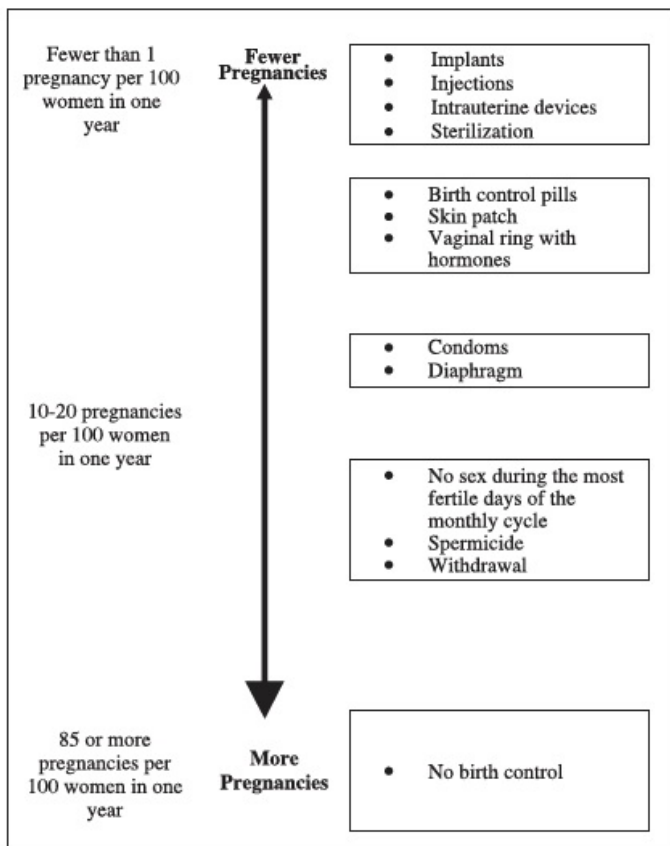 Fewer than 1
pregnancy per 100
women in one
year
Fewer
Pregnancies
• Implants
• Injections
• Intrauterine devices
• Sterilization
• Birth control pills
• Skin patch
• Vaginal ring with
hormones
• Condoms
• Diaphragm
10-20 pregnancies
per 100 women
in one year
• No sex during the most
fertile days of the
monthly cycle
• Spermicide
• Withdrawal
85 or more
pregnancies per
100 women in one
year
More
Pregnancies
• No birth control